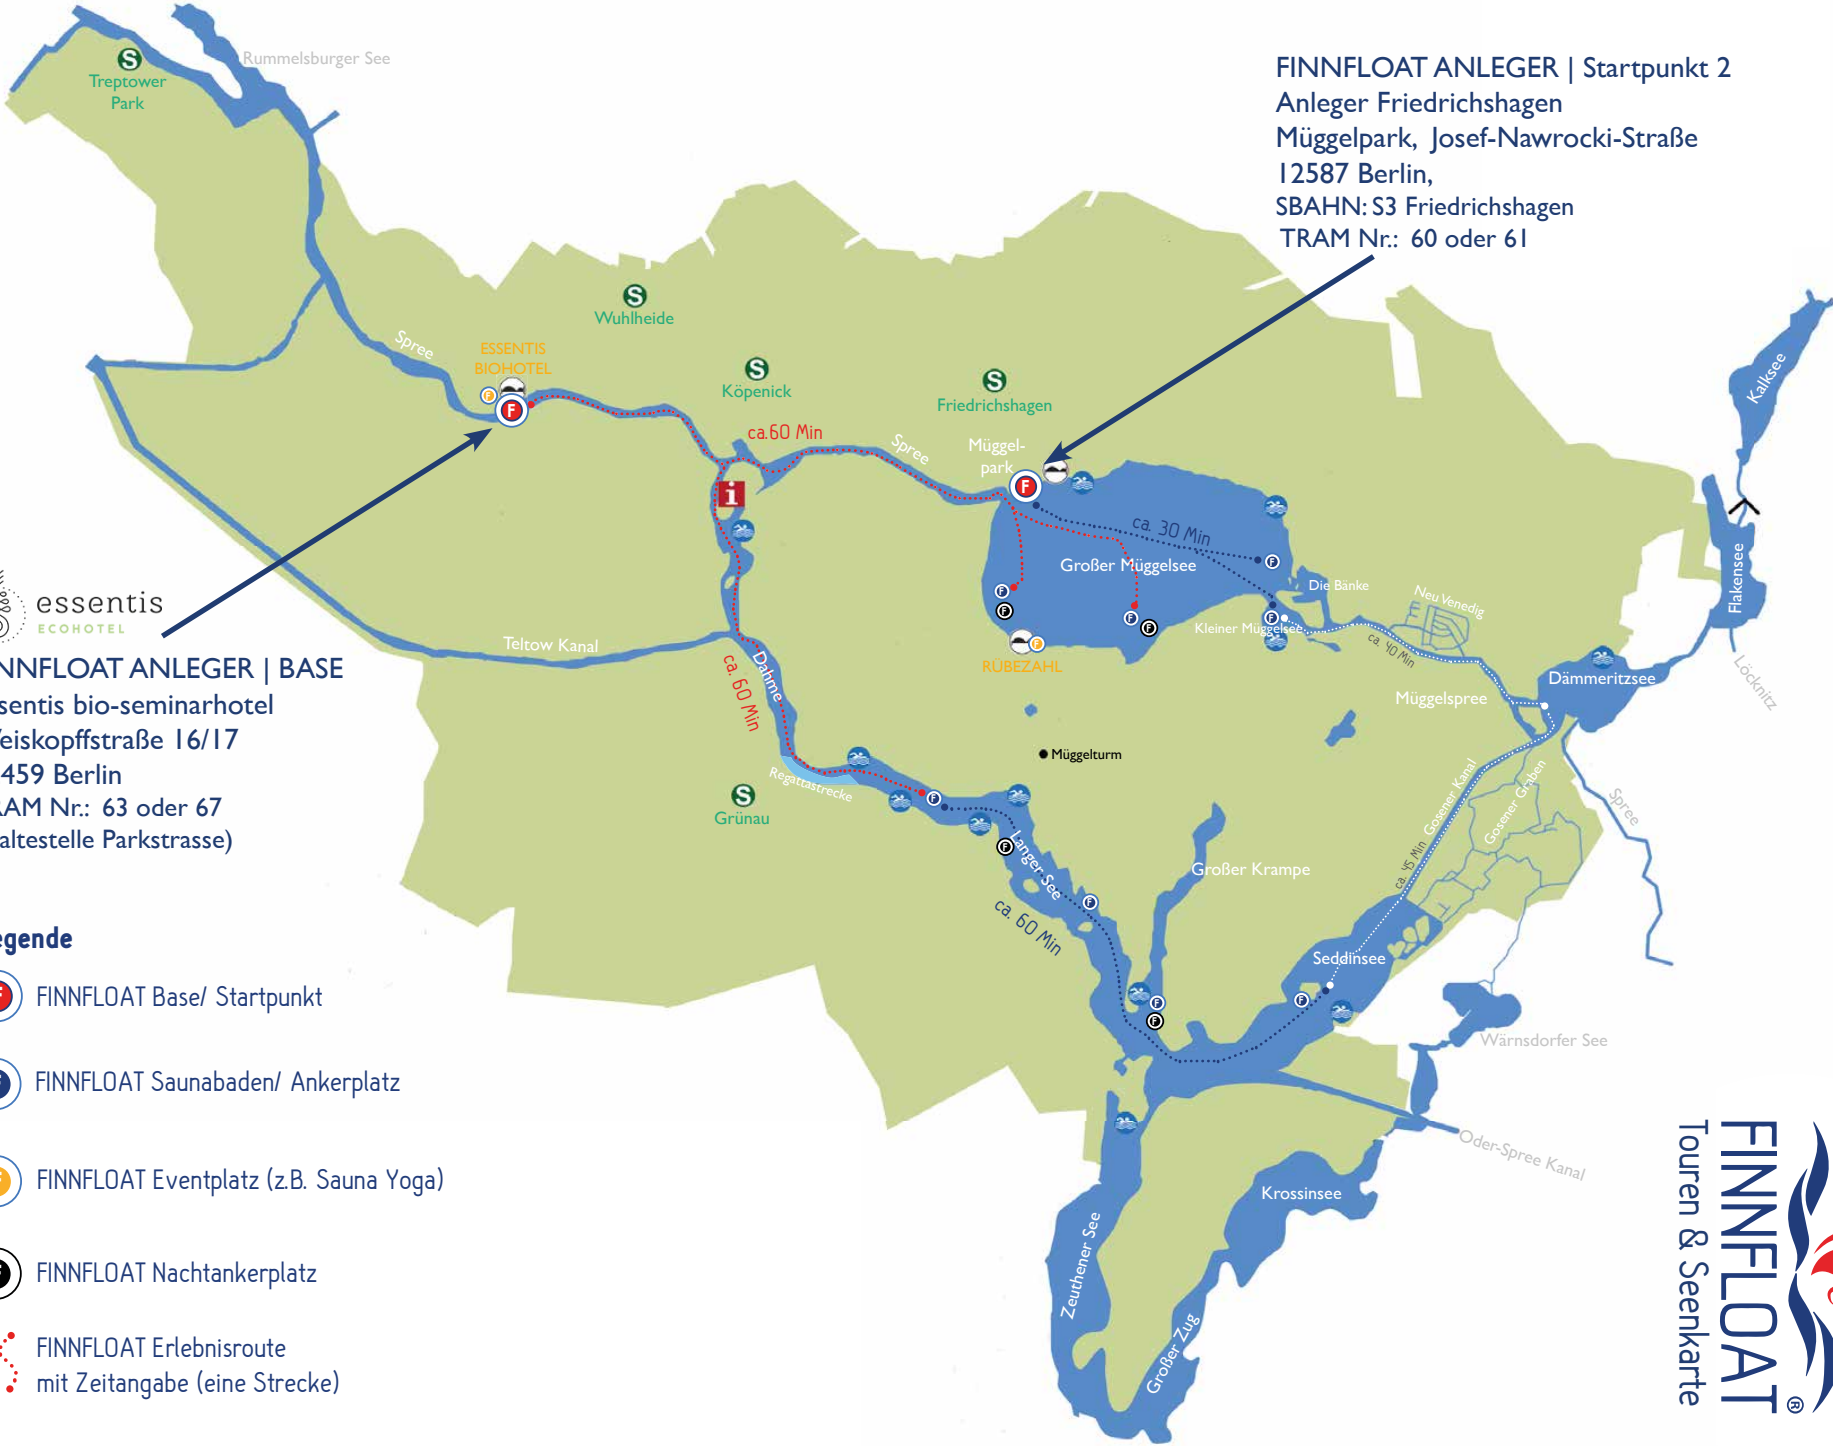 Rummelsburger See
S
Treptower
Park
FINNFLOAT ANLEGER | Startpunkt 2
Anleger Friedrichshagen
Müggelpark, Josef-Nawrocki-Straße
12587 Berlin,
SBAHN: S3 Friedrichshagen
TRAM Nr.: 60 oder 61
S
Wuhlheide
Spree
ESSENTIS
BIOHOTEL
F
F
S
Köpenick
S
Friedrichshagen
ca.60 Min
Spree
Müggel-
park
F
i
Kalksee
Flakensee
Löcknitz
ca. 30 Min
Großer Müggelsee
F
F
F
F
F
F
Die Bänke
Kleiner Müggelsee
Neu Venedig
ca. 40 Min
RÜBEZAHL
F
Müggelspree
Dämmeritzsee
essentis
ECOHOTEL
Teltow Kanal
NNFLOAT ANLEGER | BASE
sentis bio-seminarhotel
eiskopffstraße 16/17
459 Berlin
RAM Nr.: 63 oder 67
altestelle Parkstrasse)
ca. 60 Min
Dahme
Regattastrecke
Müggelturm
S
Grünau
F
F
Langer See
ca. 60 Min
F
Großer Krampe
Gosener Kanal
ca. 45 Min
Gosener Graben
Spree
Seddinsee
F
F
F
Wärnsdorfer See
Oder-Spree Kanal
Krossinsee
Zeuthener See
Großer Zug
egende
FINNFLOAT Base/ Startpunkt
FINNFLOAT Saunabaden/ Ankerplatz
FINNFLOAT Eventplatz (z.B. Sauna Yoga)
FINNFLOAT Nachtankerplatz
FINNFLOAT Erlebnisroute
mit Zeitangabe (eine Strecke)
FINNFLOAT ®
Touren & Seenkarte